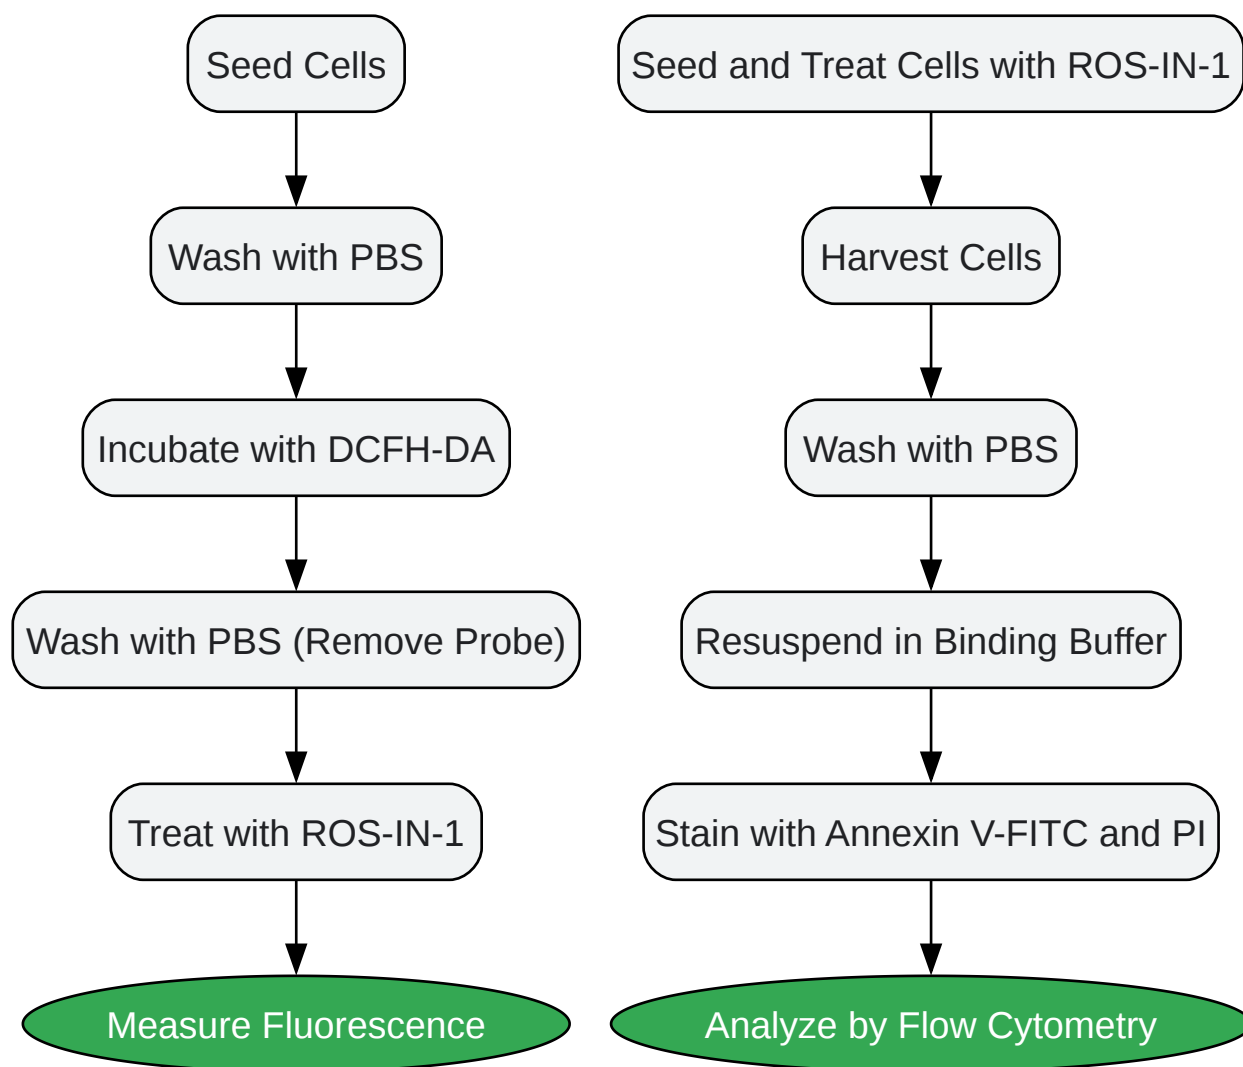 Seed Cells
Wash with PBS
Incubate with DCFH-DA
Wash with PBS (Remove Probe)
Treat with ROS-IN-1
Measure Fluorescence
Seed and Treat Cells with ROS-IN-1
Harvest Cells
Wash with PBS
Resuspend in Binding Buffer
Stain with Annexin V-FITC and PI
Analyze by Flow Cytometry